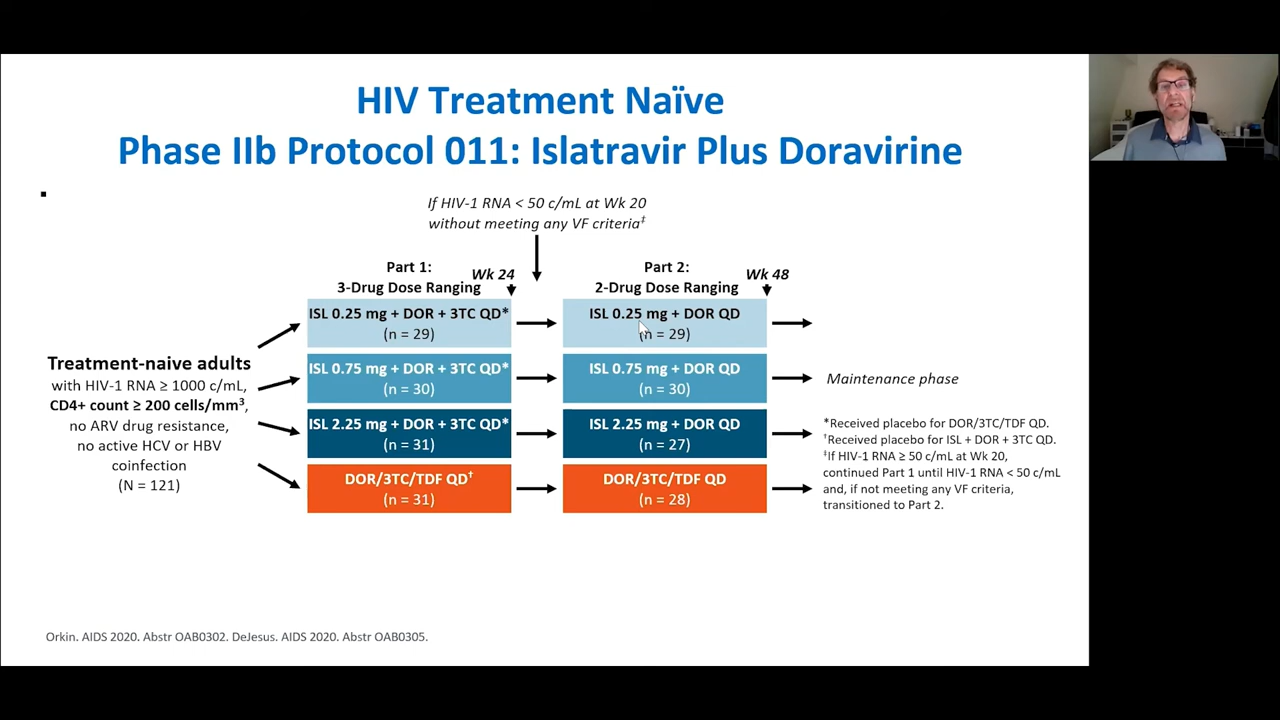 HIV Treatment Naïve
Phase IIb Protocol 011: Islatravir Plus Doravirine
If HIV-1 RNA < 50 c/mL at Wk 20
without meeting any VF criteria‡
Part 1:
3-Drug Dose Ranging
Wk 24
Part 2:
2-Drug Dose Ranging
Wk 48
Treatment-naive adults
with HIV-1 RNA ≥ 1000 c/mL,
CD4+ count ≥ 200 cells/mm³,
no ARV drug resistance,
no active HCV or HBV
coinfection
(N = 121)
ISL 0.25 mg + DOR + 3TC QD*
(n = 29)
ISL 0.25 mg + DOR QD
(n = 29)
ISL 0.75 mg + DOR + 3TC QD*
(n = 30)
ISL 0.75 mg + DOR QD
(n = 30)
Maintenance phase
ISL 2.25 mg + DOR + 3TC QD*
(n = 31)
ISL 2.25 mg + DOR QD
(n = 27)
DOR/3TC/TDF QD†
(n = 31)
DOR/3TC/TDF QD
(n = 28)
*Received placebo for DOR/3TC/TDF QD.
†Received placebo for ISL + DOR + 3TC QD.
‡If HIV-1 RNA ≥ 50 c/mL at Wk 20,
continued Part 1 until HIV-1 RNA < 50 c/mL
and, if not meeting any VF criteria,
transitioned to Part 2.
Orkin. AIDS 2020. Abstr OAB0302. DeJesus. AIDS 2020. Abstr OAB0305.